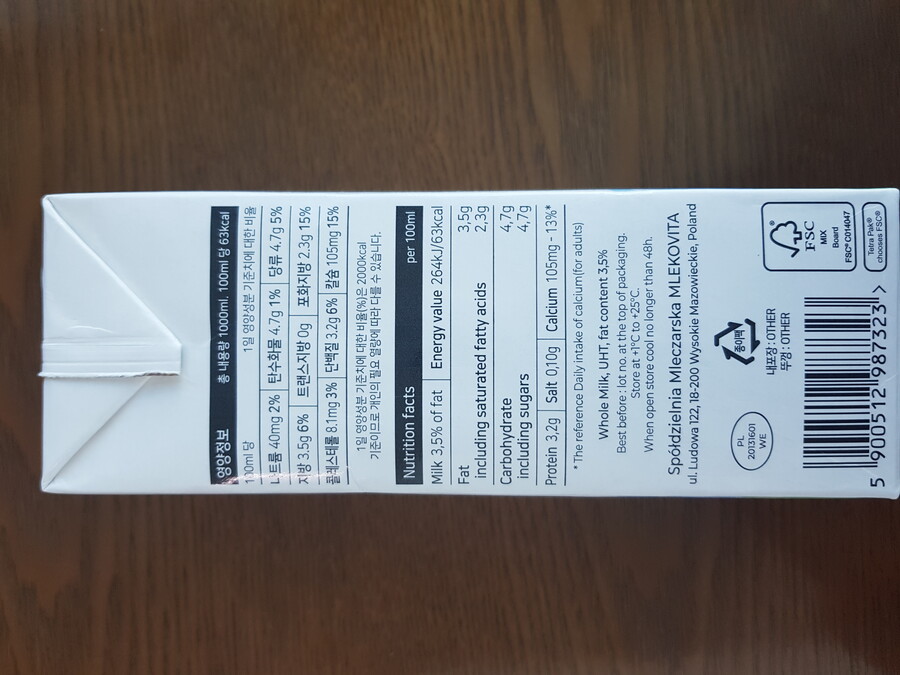 영양정보 총 내용량 1000ml, 100ml 당 63kcal
100ml 당 1일 영양성분 기준치에 대한 비율
나트륨 40mg 2% 탄수화물 4.7g 1% 당류 4.7g 5%
지방 3.5g 6% 트랜스지방 0g 포화지방 2.3g 15%
콜레스테롤 8.1mg 3% 단백질 3.2g 6% 칼슘 105mg 15%
1일 영양성분 기준치에 대한 비율(%)은 2000kcal
기준이므로 개인의 필요 열량에 따라 다를 수 있습니다.
Nutrition facts per 100ml
Milk 3,5% of fat Energy value 264kJ/63kcal
Fat 3,5g
including saturated fatty acids 2,3g
Carbohydrate 4,7g
including sugars 4,7g
Protein 3,2g Salt 0,10g Calcium 105mg - 13%*
* The reference Daily intake of calcium(for adults)
Whole Milk, UHT, fat content 3,5%
Best before : lot no. at the top of packaging.
Store at +1°C to +25°C.
When open store cool no longer than 48h.
Spółdzielnia Mleczarska MLEKOVITA
ul. Ludowa 122, 18-200 Wysokie Mazowieckie, Poland
PL
20131601
WE
종이팩
내포장 : OTHER
뚜껑 : OTHER
5 900512 987323 >
FSC
MIX
Board
FSC® C014047
Tetra Pak®
chooses FSC®